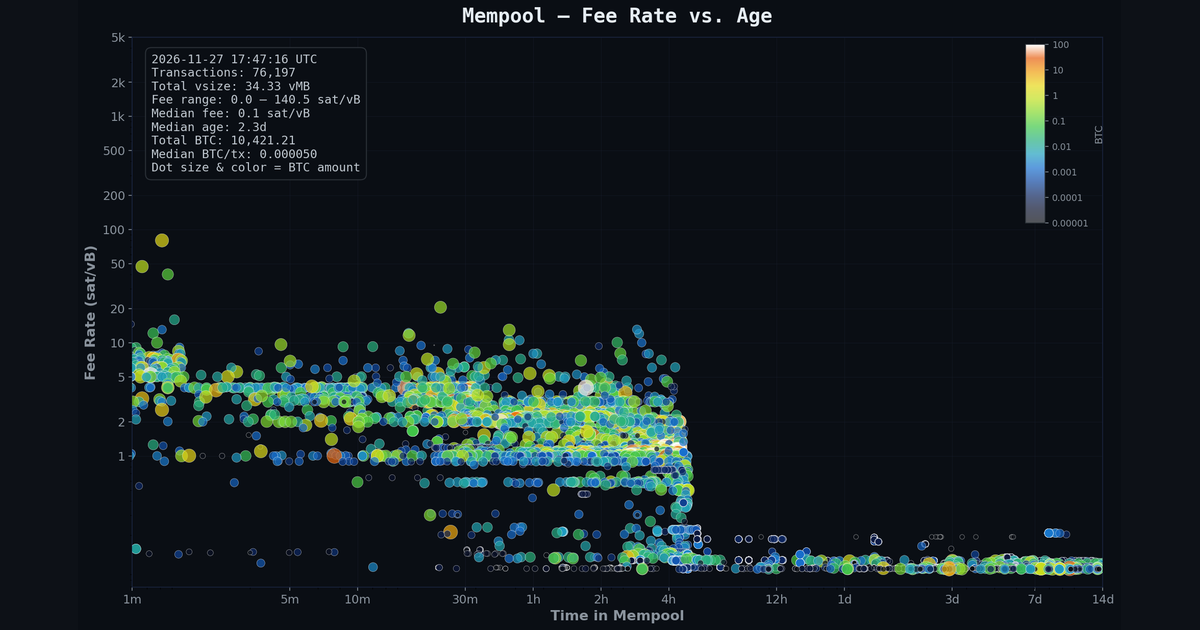 Mempool — Fee Rate vs. Age
2026-11-27 17:47:16 UTC
Transactions: 76,197
Total vsize: 34.33 vMB
Fee range: 0.0 — 140.5 sat/vB
Median fee: 0.1 sat/vB
Median age: 2.3d
Total BTC: 10,421.21
Median BTC/tx: 0.000050
Dot size & color = BTC amount
5k
2k
1k
500
200
100
50
20
10
5
2
1
Fee Rate (sat/vB)
100
10
1
0.1
0.01
0.001
0.0001
0.00001
BTC
1m 5m 10m 30m 1h 2h 4h 12h 1d 3d 7d 14d
Time in Mempool